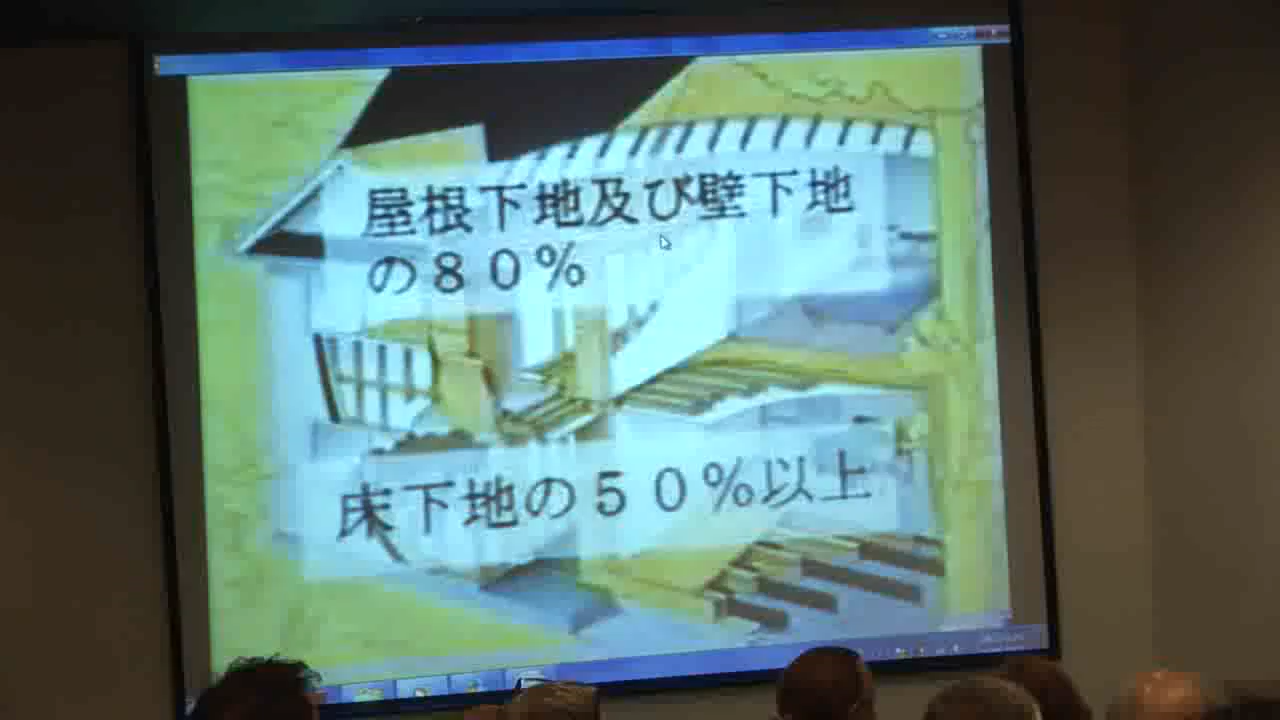 屋根下地及び壁下地
の８０％
床下地の５０％以上